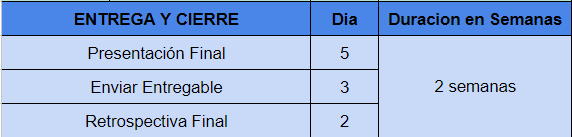 ENTREGA Y CIERRE Dia Duracion en Semanas
Presentación Final 5
Enviar Entregable 3 2 semanas
Retrospectiva Final 2